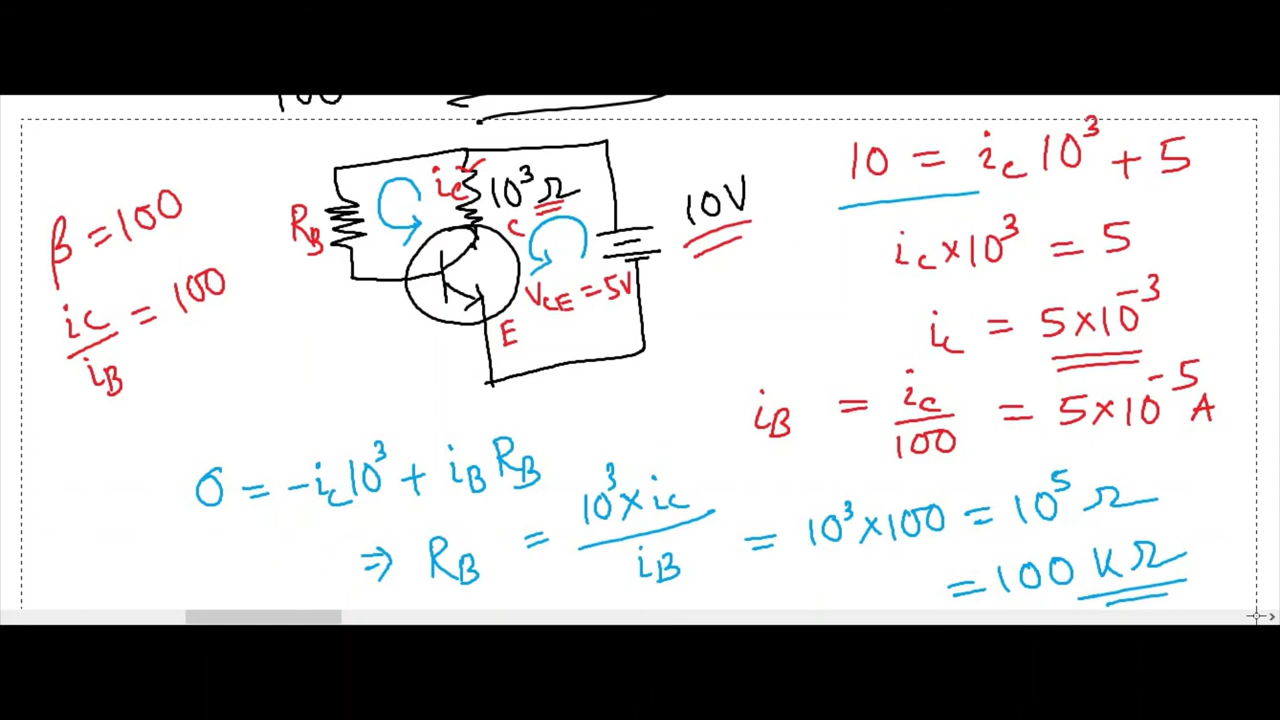 100
β = 100
ic/iB = 100
RB
ic
10³ Ω
C
VCE = 5V
E
10V
10 = ic 10³ + 5
ic × 10³ = 5
ic = 5×10⁻³
iB = ic/100 = 5×10⁻⁵ A
0 = -ic 10³ + iB RB
⇒ RB = 10³ × ic / iB = 10³ × 100 = 10⁵ Ω
= 100 KΩ